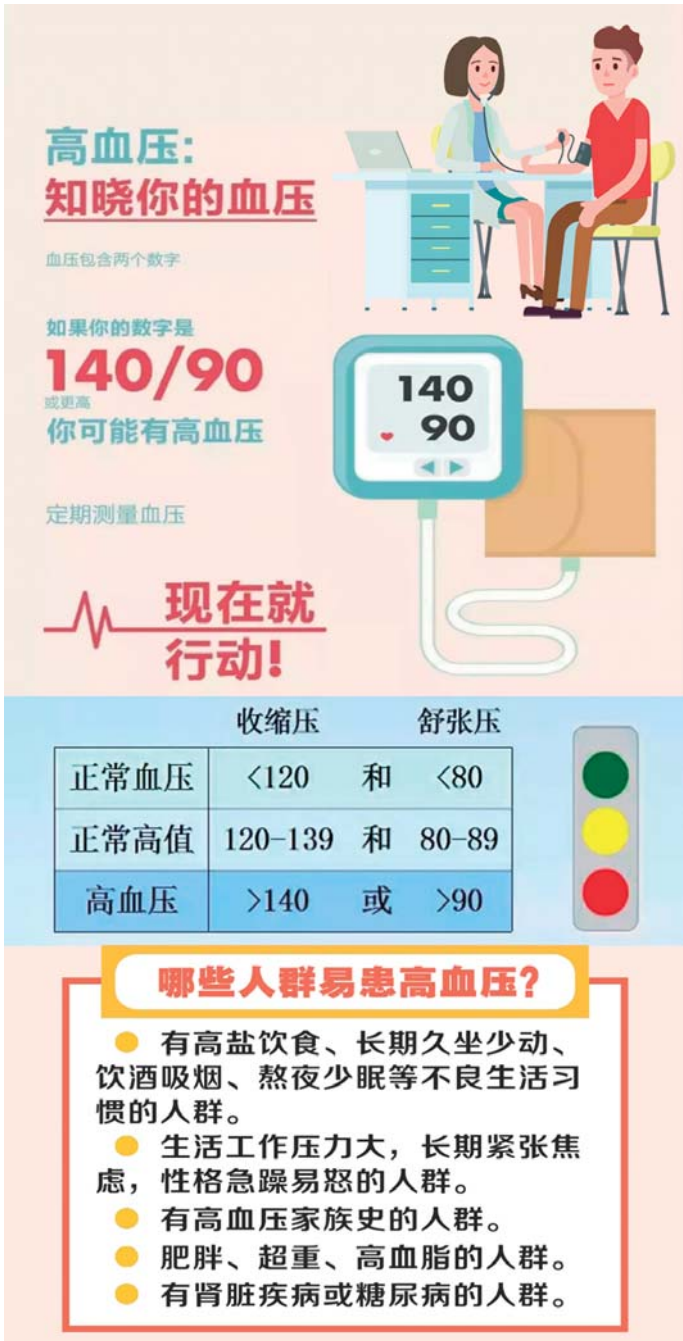 高血压:
知晓你的血压
血压包含两个数字
如果你的数字是
140/90
或更高
你可能有高血压
定期测量血压
现在就
行动!
140
90
收缩压 舒张压
正常血压 <120 和 <80
正常高值 120-139 和 80-89
高血压 >140 或 >90
哪些人群易患高血压?
有高盐饮食、长期久坐少动、
饮酒吸烟、熬夜少眠等不良生活习
惯的人群。
生活工作压力大，长期紧张焦
虑，性格急躁易怒的人群。
有高血压家族史的人群。
肥胖、超重、高血脂的人群。
有肾脏疾病或糖尿病的人群。